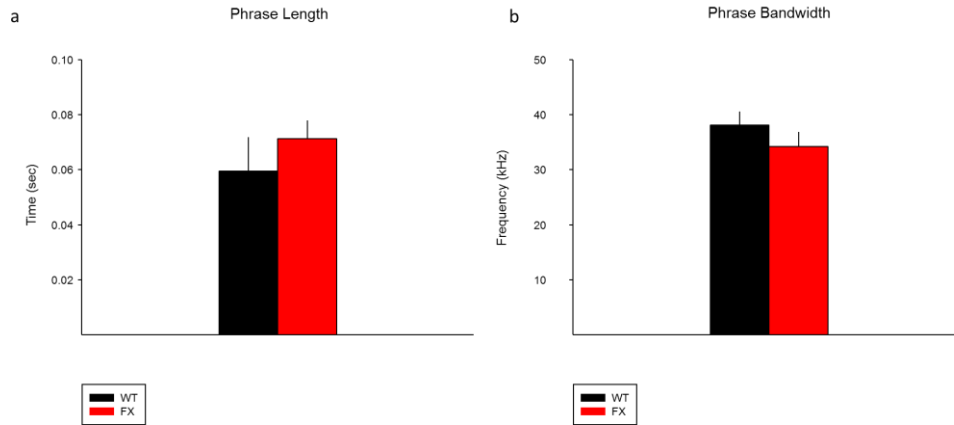 a
Phrase Length
0.10
0.08
0.06
0.04
0.02
Time (sec)
WT
FX
b
Phrase Bandwidth
50
40
30
20
10
Frequency (kHz)
WT
FX